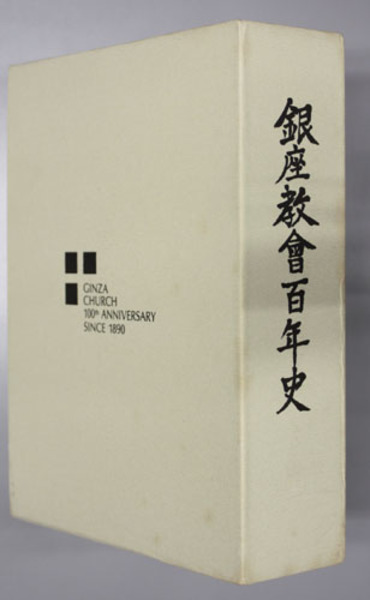 GINZA
CHURCH
100th ANNIVERSARY
SINCE 1890
銀座教會百年史